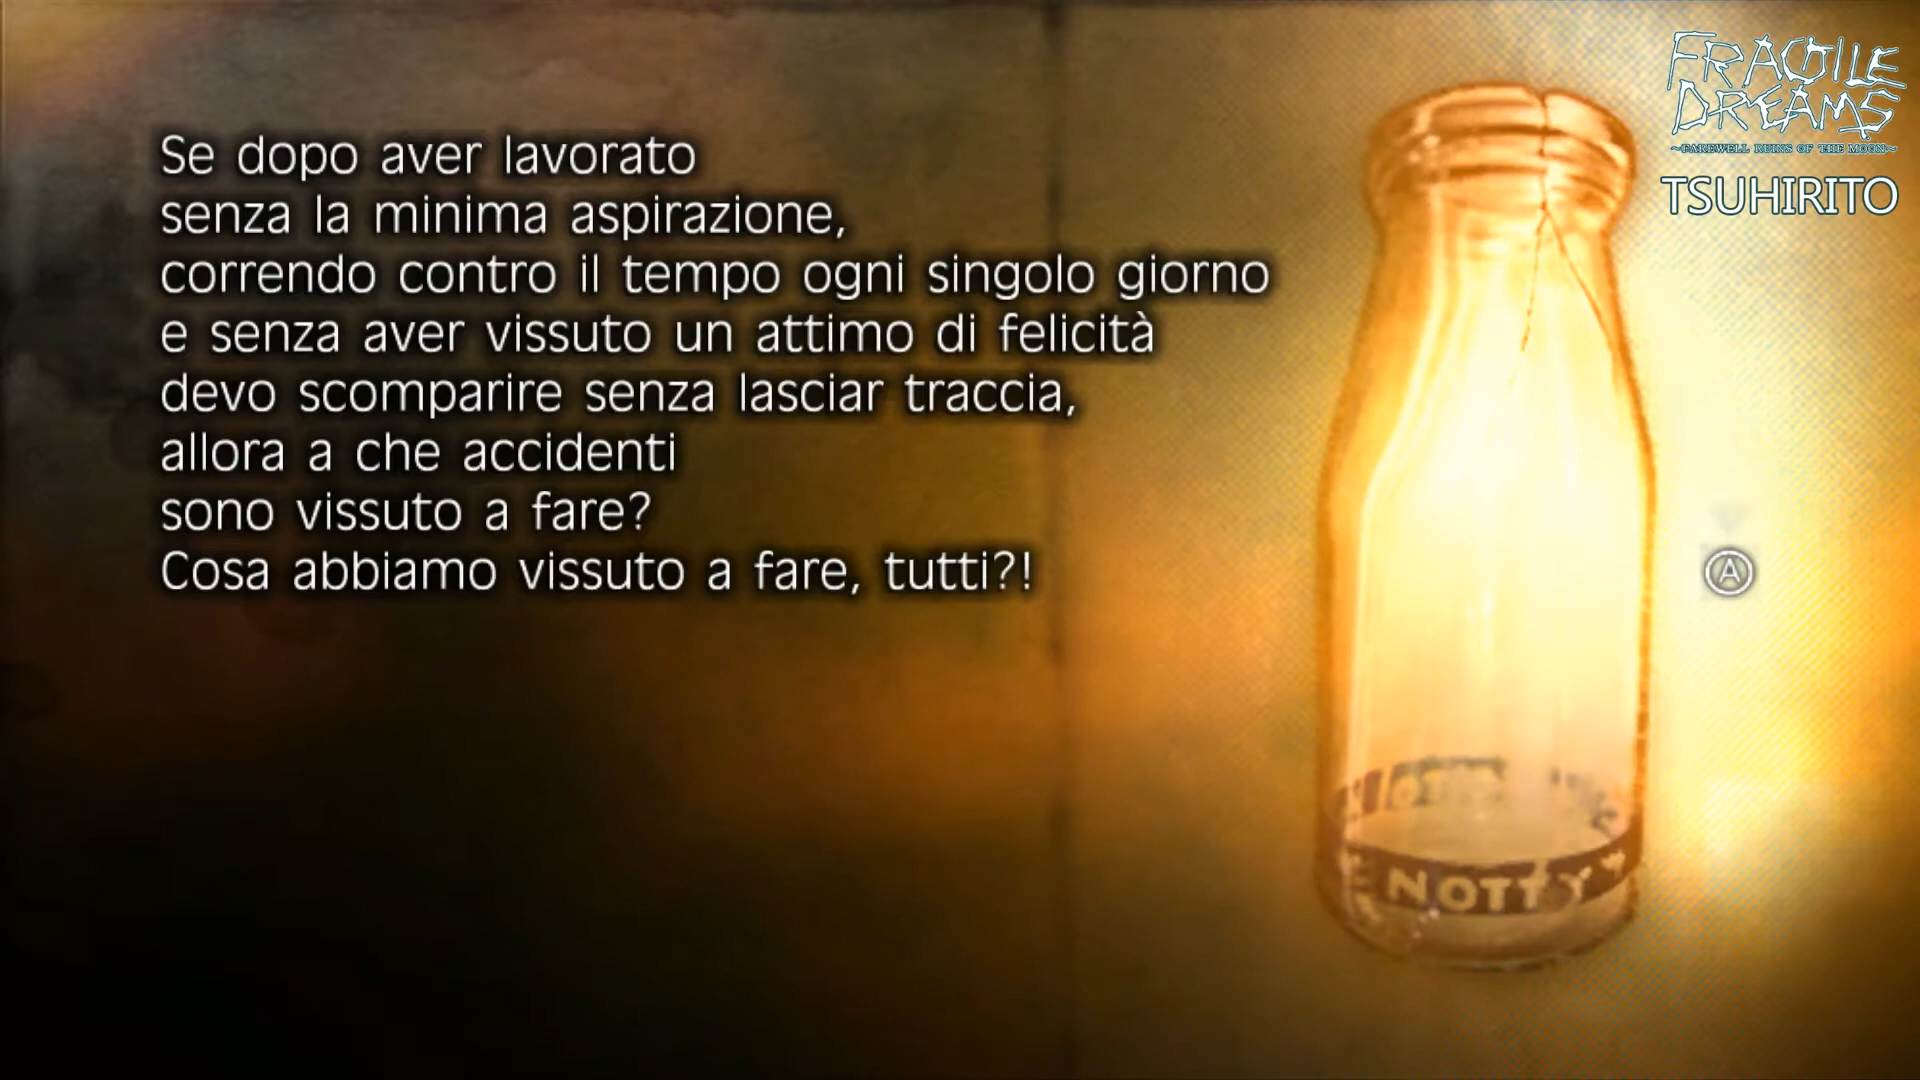 Se dopo aver lavorato
senza la minima aspirazione,
correndo contro il tempo ogni singolo giorno
e senza aver vissuto un attimo di felicità
devo scomparire senza lasciar traccia,
allora a che accidenti
sono vissuto a fare?
Cosa abbiamo vissuto a fare, tutti?!
FRAGILE
DREAMS
~FAREWELL RUINS OF THE MOON~
TSUHIRITO
A
NOTTY